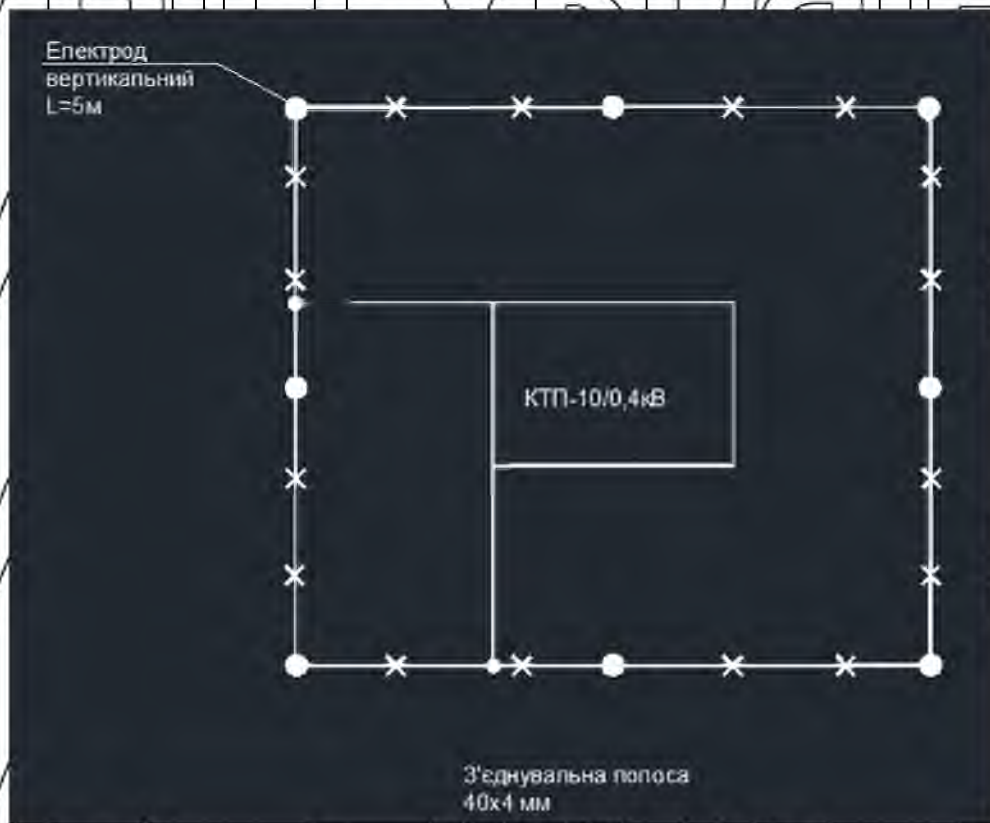 Електрод
вертикальний
L=5м
КТП-10/0,4кВ
З'єднувальна полоса
40х4 мм